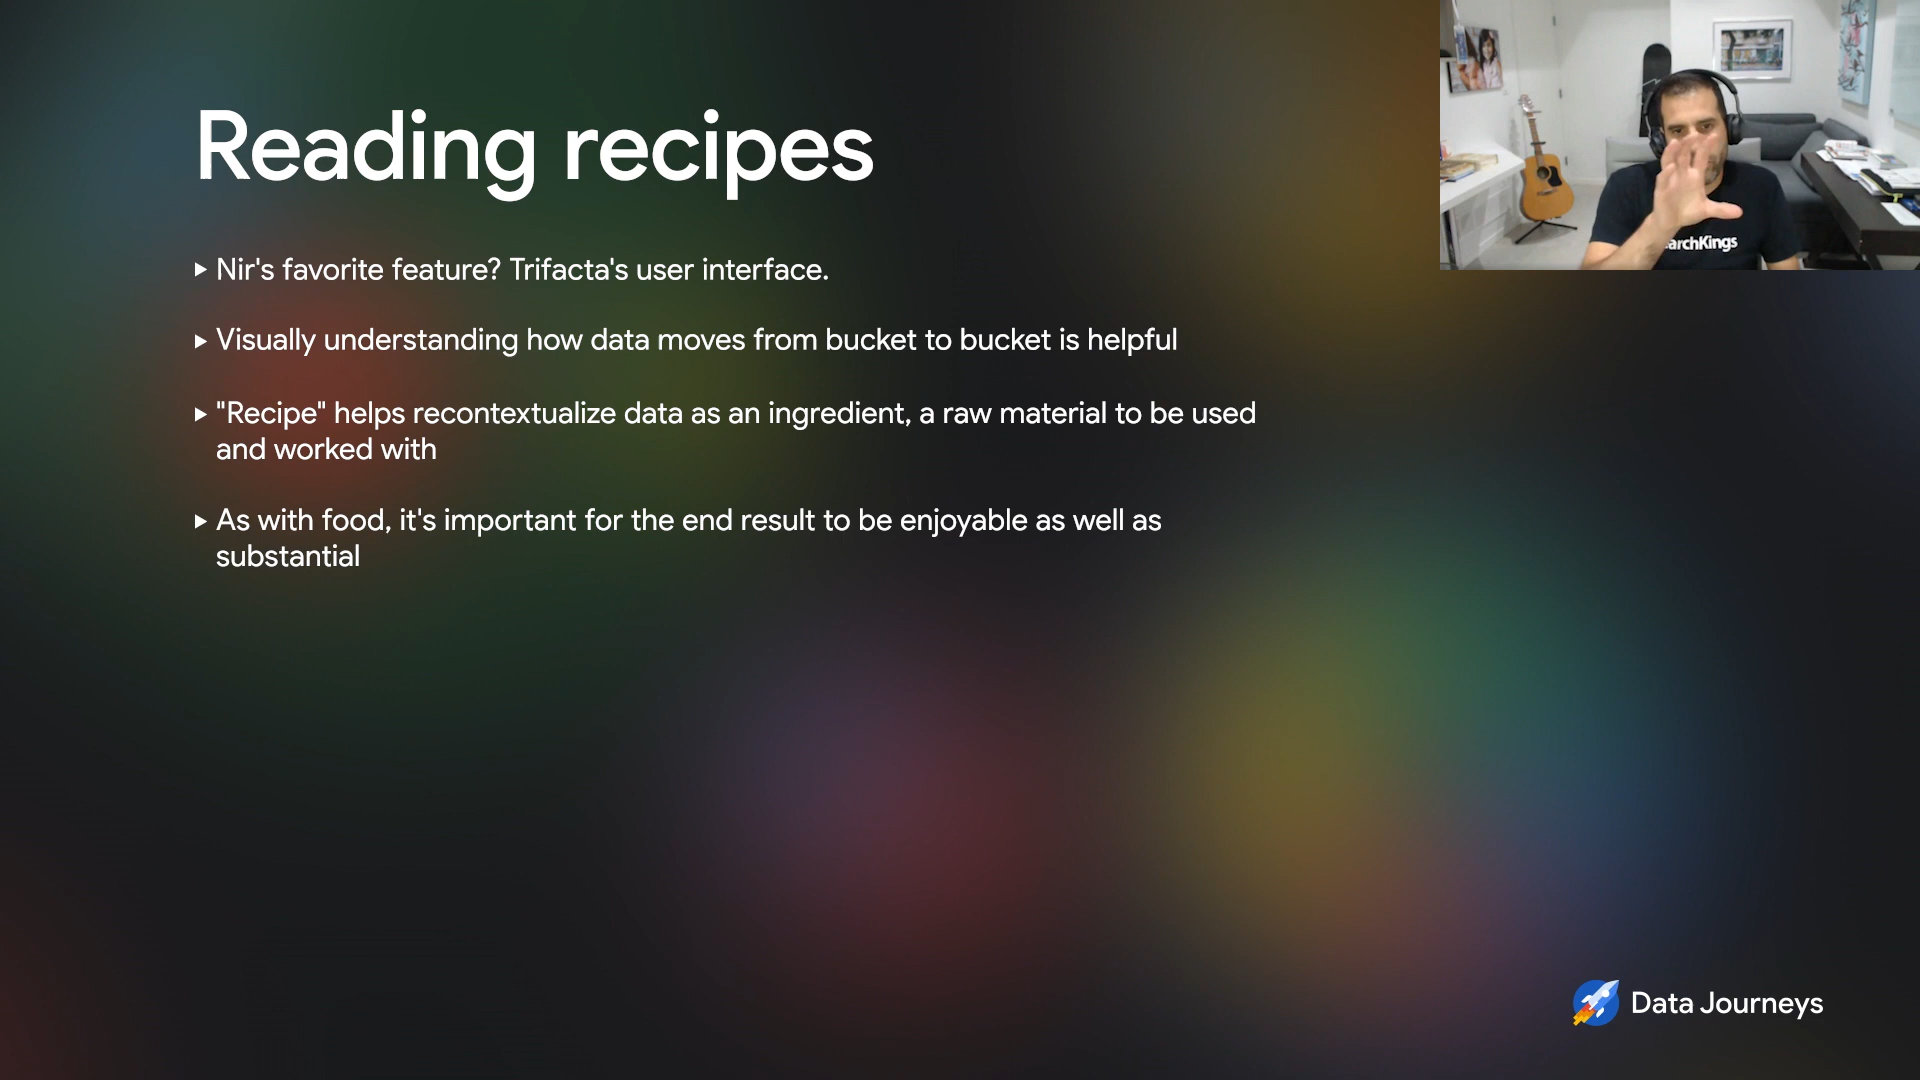 Reading recipes
▸ Nir's favorite feature? Trifacta's user interface.
▸ Visually understanding how data moves from bucket to bucket is helpful
▸ "Recipe" helps recontextualize data as an ingredient, a raw material to be used
and worked with
▸ As with food, it's important for the end result to be enjoyable as well as
substantial
Data Journeys